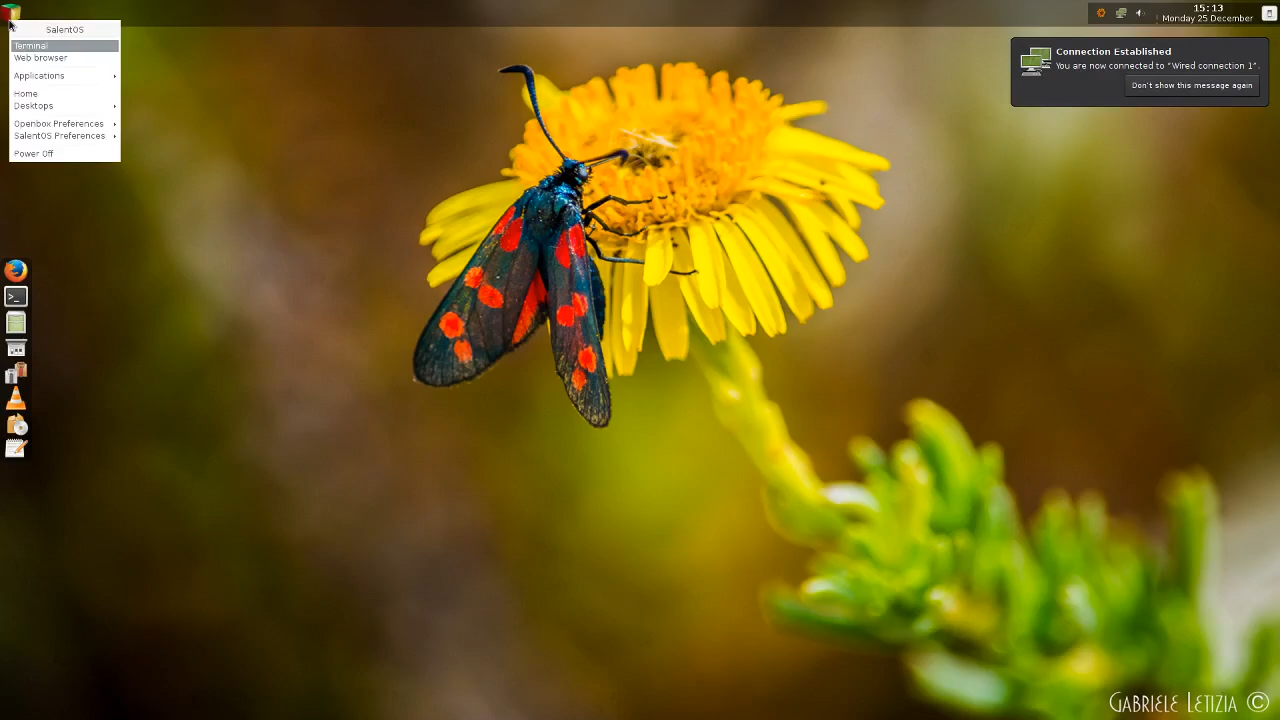 15:13
Monday 25 December
SalentOS
Terminal
Web browser
Applications
Home
Desktops
Openbox Preferences
SalentOS Preferences
Power Off
Connection Established
You are now connected to “Wired connection 1”.
Don't show this message again
>_
GABRIELE LETIZIA ©